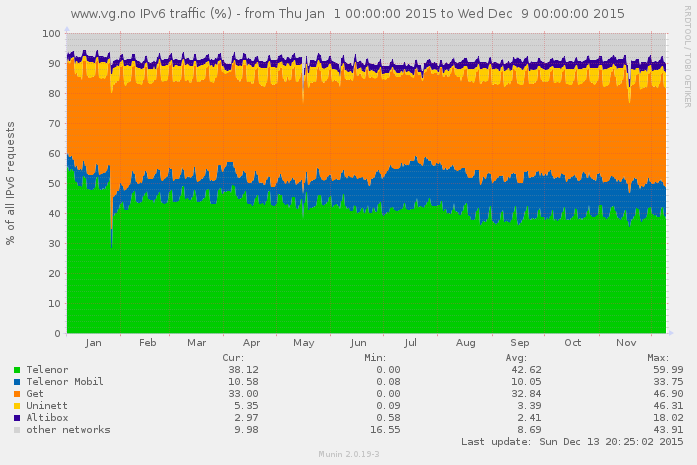 www.vg.no IPv6 traffic (%) - from Thu Jan 1 00:00:00 2015 to Wed Dec 9 00:00:00 2015
RRDTOOL / TOBI OETIKER
% of all IPv6 requests
100
90
80
70
60
50
40
30
20
10
0
Jan Feb Mar Apr May Jun Jul Aug Sep Oct Nov
Cur: Min: Avg: Max:
Telenor 38.12 0.00 42.62 59.99
Telenor Mobil 10.58 0.08 10.05 33.75
Get 33.00 0.00 32.84 46.90
Uninett 5.35 0.09 3.39 46.31
Altibox 2.97 0.58 2.41 18.02
other networks 9.98 16.55 8.69 43.91
Last update: Sun Dec 13 20:25:02 2015
Munin 2.0.19-3